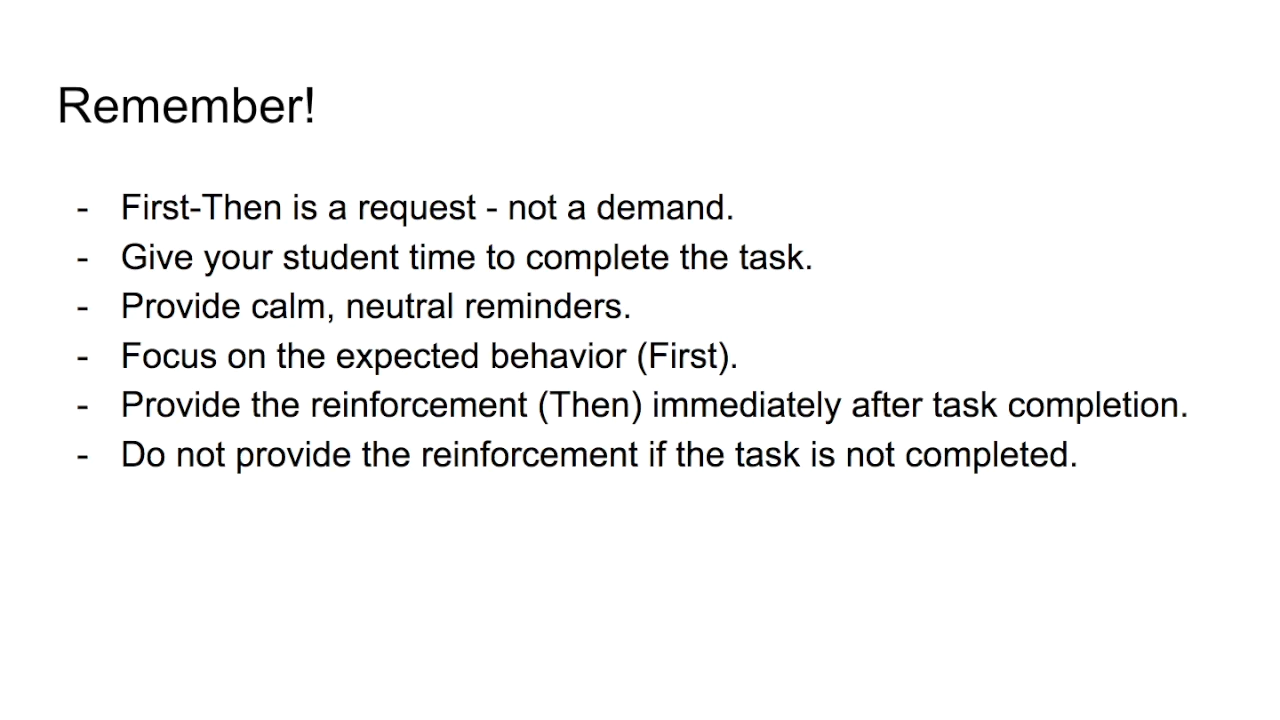 Remember!
- First-Then is a request - not a demand.
- Give your student time to complete the task.
- Provide calm, neutral reminders.
- Focus on the expected behavior (First).
- Provide the reinforcement (Then) immediately after task completion.
- Do not provide the reinforcement if the task is not completed.